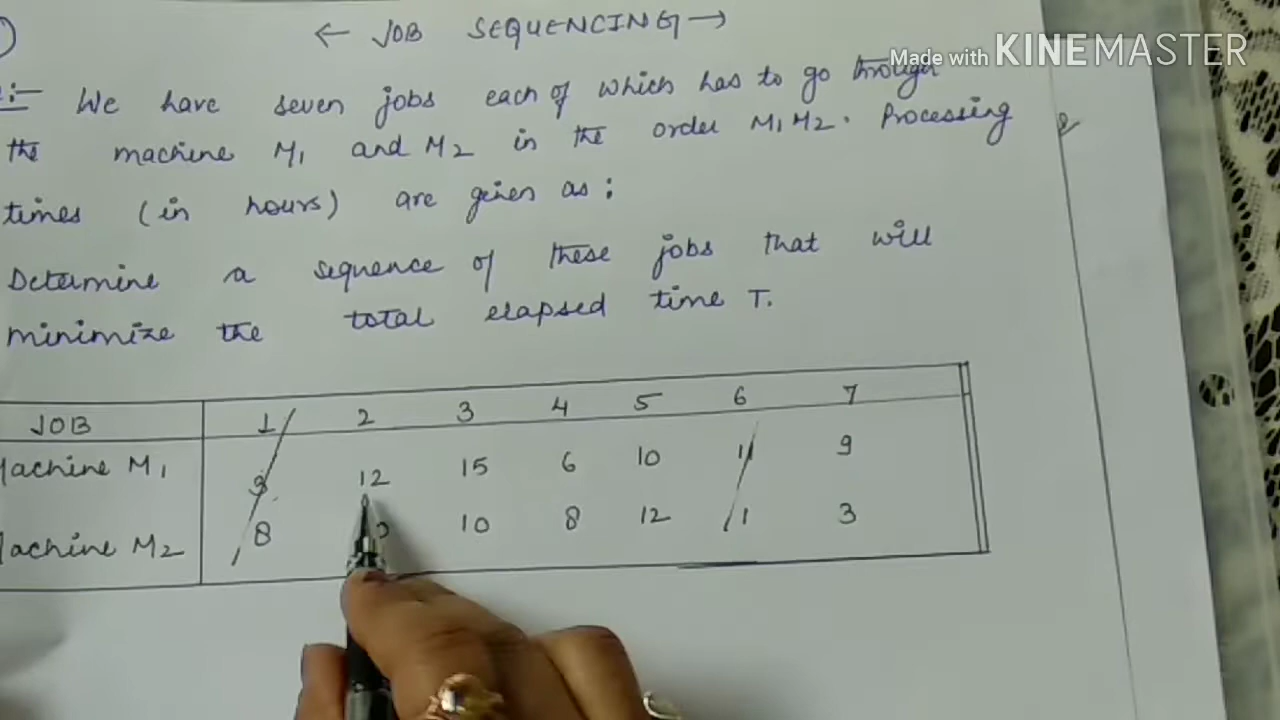 ← JOB SEQUENCING →
Made with KINEMASTER
:- We have seven jobs each of which has to go through
the machine M1 and M2 in the order M1 M2. Processing
times (in hours) are given as:
Determine a sequence of these jobs that will
minimize the total elapsed time T.
JOB 1 2 3 4 5 6 7
Machine M1 3 12 15 6 10 11 9
Machine M2 8 10 8 12 1 3